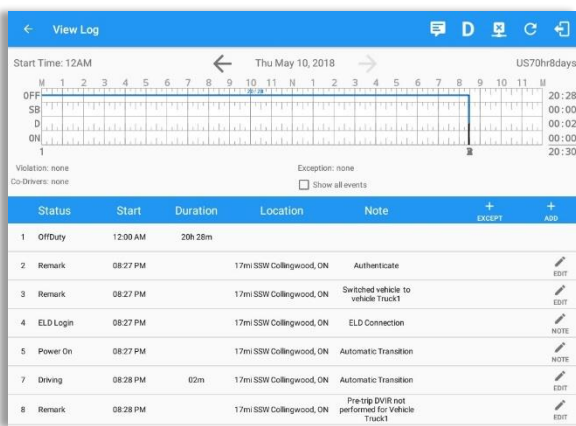 View Log
D
Start Time: 12AM
Thu May 10, 2018
US70hr8days
M 1 2 3 4 5 6 7 8 9 10 11 N 1 2 3 4 5 6 7 8 9 10 11 M
OFF 20:28 20:28
SB 00:00
D 00:02
ON 00:00
1 20:30
Violation: none Exception: none
Co-Drivers: none Show all events
Status Start Duration Location Note + EXCEPT + ADD
1 OffDuty 12:00 AM 20h 28m
2 Remark 08:27 PM 17mi SSW Collingwood, ON Authenticate EDIT
3 Remark 08:27 PM 17mi SSW Collingwood, ON Switched vehicle to
vehicle Truck1 EDIT
4 ELD Login 08:27 PM 17mi SSW Collingwood, ON ELD Connection NOTE
5 Power On 08:27 PM 17mi SSW Collingwood, ON Automatic Transition NOTE
7 Driving 08:28 PM 02m 17mi SSW Collingwood, ON Automatic Transition EDIT
8 Remark 08:28 PM 17mi SSW Collingwood, ON Pre-trip DVIR not
performed for Vehicle
Truck1 EDIT